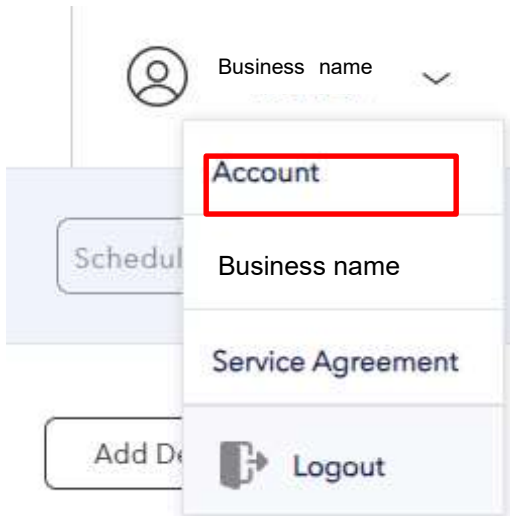 Business name
Account
Schedul
Business name
Service Agreement
Add De
Logout